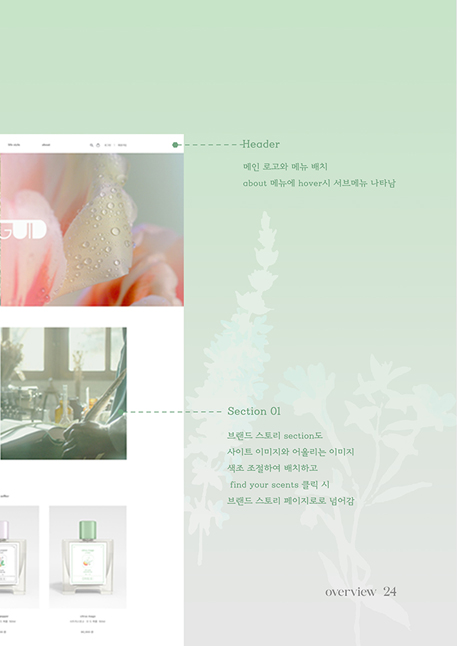 Header
메인 로고와 메뉴 배치
about 메뉴에 hover시 서브메뉴 나타남
GUID
Section 01
브랜드 스토리 section도
사이트 이미지와 어울리는 이미지
색조 조절하여 배치하고
find your scents 클릭 시
브랜드 스토리 페이지로로 넘어감
overview 24